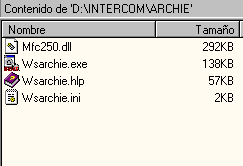 Contenido de 'D:\INTERCOM\ARCHIE'
Nombre Tamaño
Mfc250.dll 292KB
Wsarchie.exe 138KB
Wsarchie.hlp 57KB
Wsarchie.ini 2KB